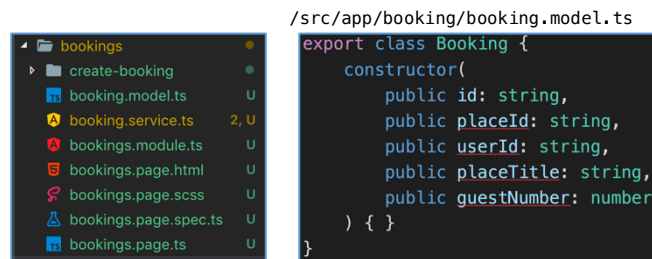 /src/app/booking/booking.model.ts
bookings
create-booking
booking.model.ts U
booking.service.ts 2, U
bookings.module.ts U
bookings.page.html U
bookings.page.scss U
bookings.page.spec.ts U
bookings.page.ts U
export class Booking {
constructor(
public id: string,
public placeId: string,
public userId: string,
public placeTitle: string,
public guestNumber: number
) { }
}